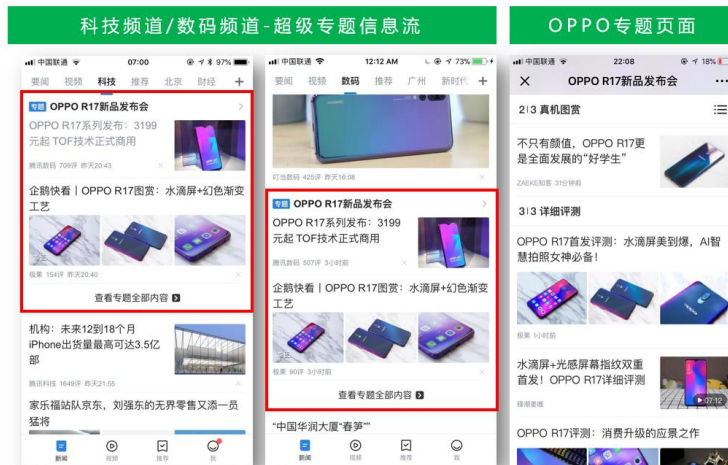 科技频道/数码频道-超级专题信息流
OPPO专题页面
中国联通
07:00
97%
要闻 视频 科技 推荐 北京 财经 +
专题 OPPO R17新品发布会
OPPO R17系列发布：3199
元起 TOF技术正式商用
腾讯数码 709评 昨天20:43
企鹅快看丨OPPO R17图赏：水滴屏+幻色渐变
工艺
极果 154评 昨天20:40
查看专题全部内容
机构：未来12到18个月
iPhone出货量最高可达3.5亿
部
腾讯科技 1649评 昨天21:55
家乐福站队京东，刘强东的无界零售又添一员
猛将
新闻 视频 推荐 我
中国联通
12:12 AM
73%
要闻 视频 数码 推荐 广州 新时代 +
叮当数码 425评 昨天16:08
专题 OPPO R17新品发布会
OPPO R17系列发布：3199
元起 TOF技术正式商用
腾讯数码 507评 3小时前
企鹅快看丨OPPO R17图赏：水滴屏+幻色渐变
工艺
极果 90评 3小时前
查看专题全部内容
“中国华润大厦“春笋””
新闻 视频 推荐 我
中国联通
22:08
18%
OPPO R17新品发布会
2|3 真机图赏
不只有颜值，OPPO R17更
是全面发展的“好学生”
ZAEKE知客 31分钟前
3|3 详细评测
OPPO R17首发评测：水滴屏美到爆，AI智
慧拍照女神必备！
极果 1小时前
水滴屏+光感屏幕指纹双重
首发！OPPO R17详细评测
07:12
OPPO R17评测：消费升级的应景之作